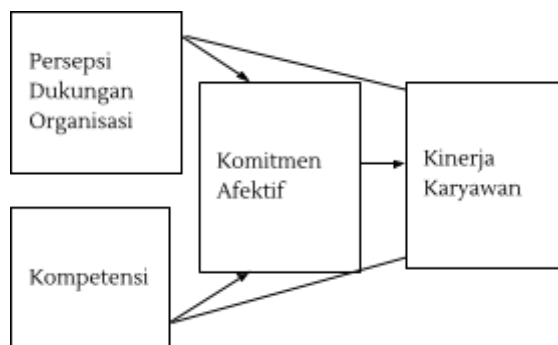 Persepsi
Dukungan
Organisasi
Komitmen
Afektif
Kinerja
Karyawan
Kompetensi